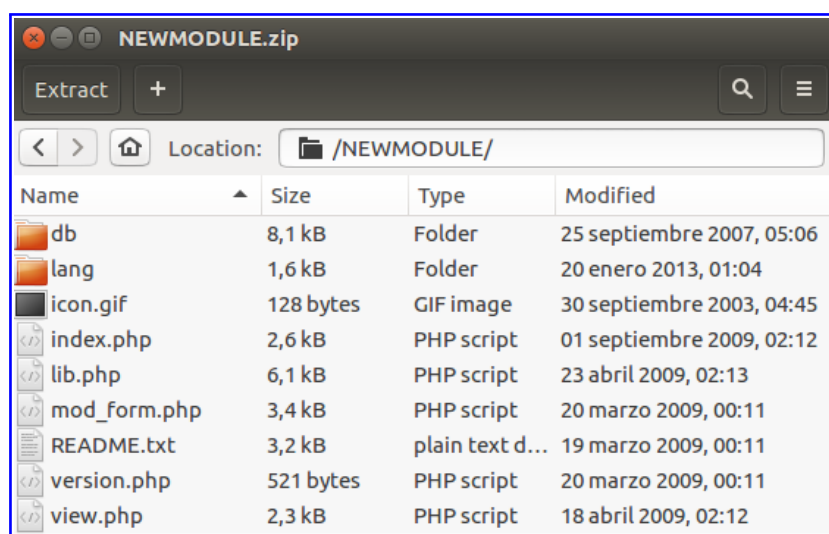 NEWMODULE.zip
Extract +
Location: /NEWMODULE/
Name Size Type Modified
db 8,1 kB Folder 25 septiembre 2007, 05:06
lang 1,6 kB Folder 20 enero 2013, 01:04
icon.gif 128 bytes GIF image 30 septiembre 2003, 04:45
index.php 2,6 kB PHP script 01 septiembre 2009, 02:12
lib.php 6,1 kB PHP script 23 abril 2009, 02:13
mod_form.php 3,4 kB PHP script 20 marzo 2009, 00:11
README.txt 3,2 kB plain text d... 19 marzo 2009, 00:11
version.php 521 bytes PHP script 20 marzo 2009, 00:11
view.php 2,3 kB PHP script 18 abril 2009, 02:12